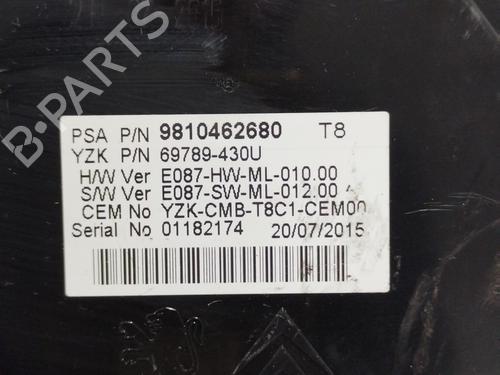 PSA P/N 9810462680 T8
YZK P/N 69789-430U
H/W Ver E087-HW-ML-010.00
S/W Ver E087-SW-ML-012.00
CEM No YZK-CMB-T8C1-CEM00
Serial No 01182174 20/07/2015
B-PARTS